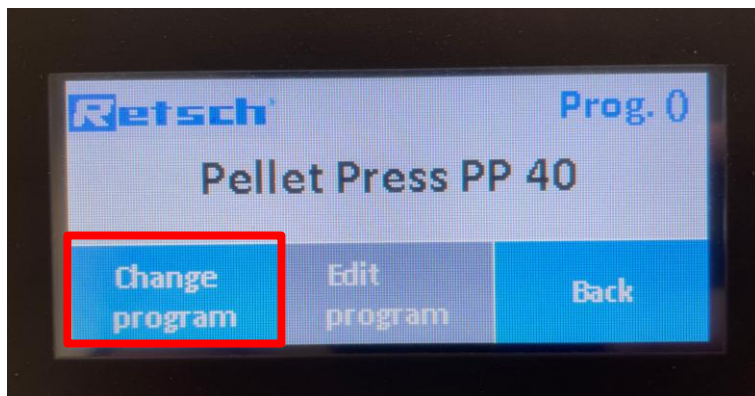 Retsch Prog. 0
Pellet Press PP 40
Change
program
Edit
program
Back